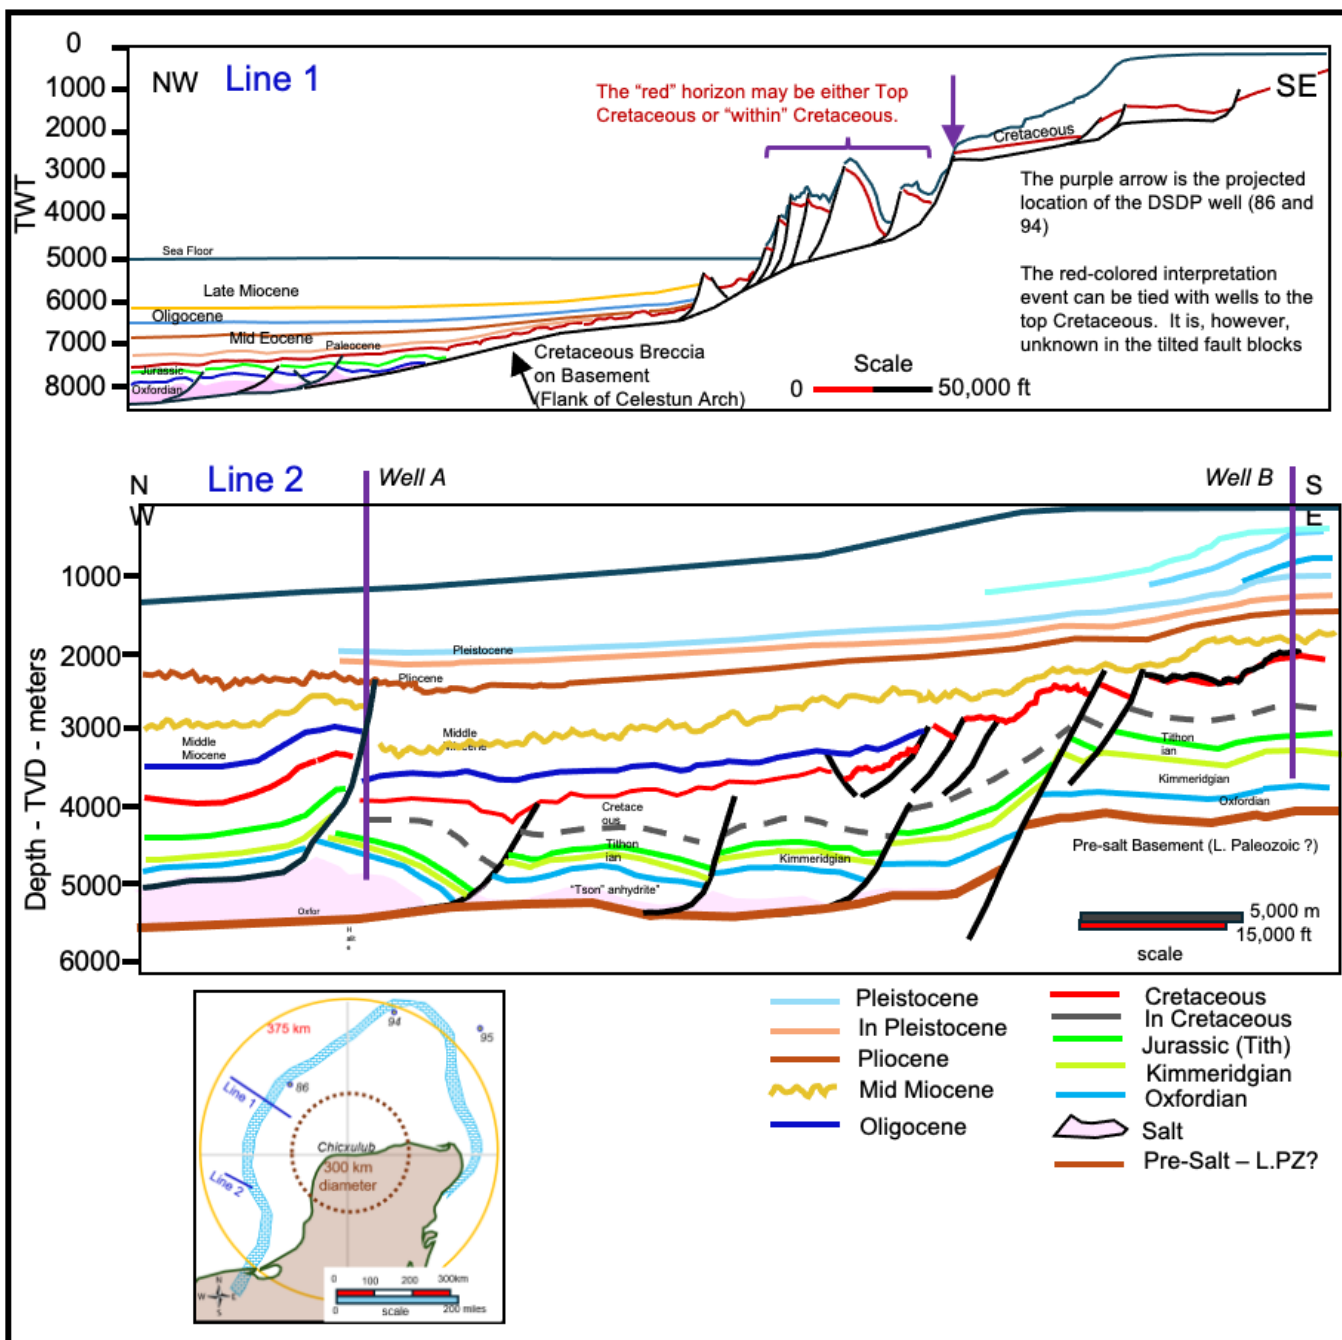 0
1000
2000
3000
4000
5000
6000
7000
8000
TWT
NW
Line 1
The “red” horizon may be either Top
Cretaceous or “within” Cretaceous.
SE
Cretaceous
The purple arrow is the projected
location of the DSDP well (86 and
94)
The red-colored interpretation
event can be tied with wells to the
top Cretaceous. It is, however,
unknown in the tilted fault blocks
Sea Floor
Late Miocene
Oligocene
Mid Eocene
Paleocene
Jurassic
Oxfordian
Cretaceous Breccia
on Basement
(Flank of Celestun Arch)
Scale
0
50,000 ft
N
W
Line 2
Well A
Well B
S
E
1000
2000
3000
4000
5000
6000
Depth - TVD - meters
Pleistocene
Pliocene
Middle
Miocene
Middle
Miocene
Cretace
ous
Tithon
ian
Kimmeridgian
"Tson" anhydrite"
Oxfor
H
alit
e
Tithon
ian
Kimmeridgian
Oxfordian
Pre-salt Basement (L. Paleozoic ?)
5,000 m
15,000 ft
scale
375 km
94
95
86
Line 1
Chicxulub
300 km
diameter
Line 2
N
W
E
S
0
100
200
300km
scale
0
200 miles
Pleistocene
In Pleistocene
Pliocene
Mid Miocene
Oligocene
Cretaceous
In Cretaceous
Jurassic (Tith)
Kimmeridgian
Oxfordian
Salt
Pre-Salt – L.PZ?